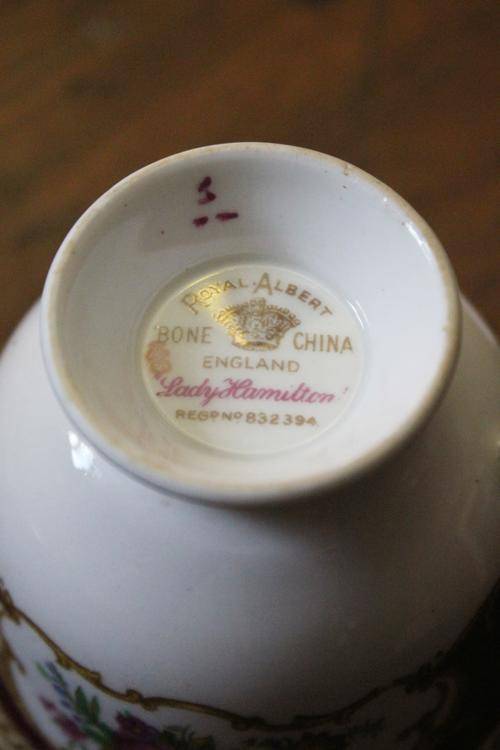 ROYAL·ALBERT
BONE CHINA
ENGLAND
'Lady Hamilton'
REGD Nº 832394